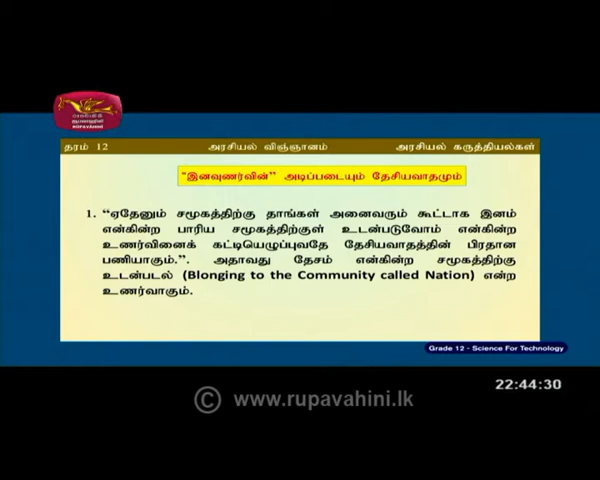 RUPAVAHINI
தரம் 12 அரசியல் விஞ்ஞானம் அரசியல் கருத்தியல்கள்
"இனவுணர்வின்" அடிப்படையும் தேசியவாதமும்
1. "ஏதேனும் சமூகத்திற்கு தாங்கள் அனைவரும் கூட்டாக இனம்
என்கின்ற பாரிய சமூகத்திற்குள் உடன்படுவோம் என்கின்ற
உணர்வினைக் கட்டியெழுப்புவதே தேசியவாதத்தின் பிரதான
பணியாகும்.". அதாவது தேசம் என்கின்ற சமூகத்திற்கு
உடன்படல் (Blonging to the Community called Nation) என்ற
உணர்வாகும்.
Grade 12 - Science For Technology
22:44:30
© www.rupavahini.lk